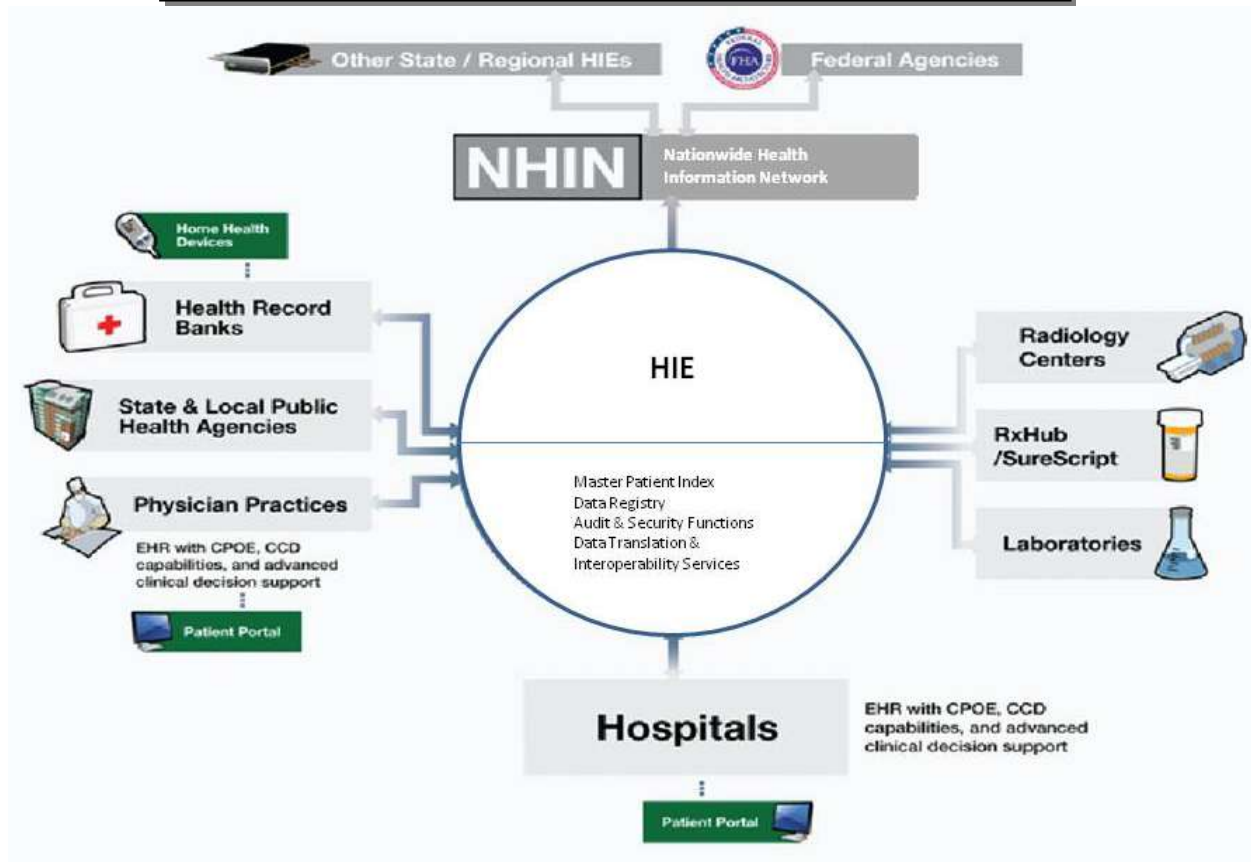 Other State / Regional HIEs
FHA
Federal Agencies
NHIN
Nationwide Health
Information Network
Home Health
Devices
Health Record
Banks
State & Local Public
Health Agencies
Physician Practices
EHR with CPOE, CCD
capabilities, and advanced
clinical decision support
Patient Portal
HIE
Master Patient Index
Data Registry
Audit & Security Functions
Data Translation &
Interoperability Services
Radiology
Centers
RxHub
/SureScript
Laboratories
Hospitals
EHR with CPOE, CCD
capabilities, and advanced
clinical decision support
Patient Portal